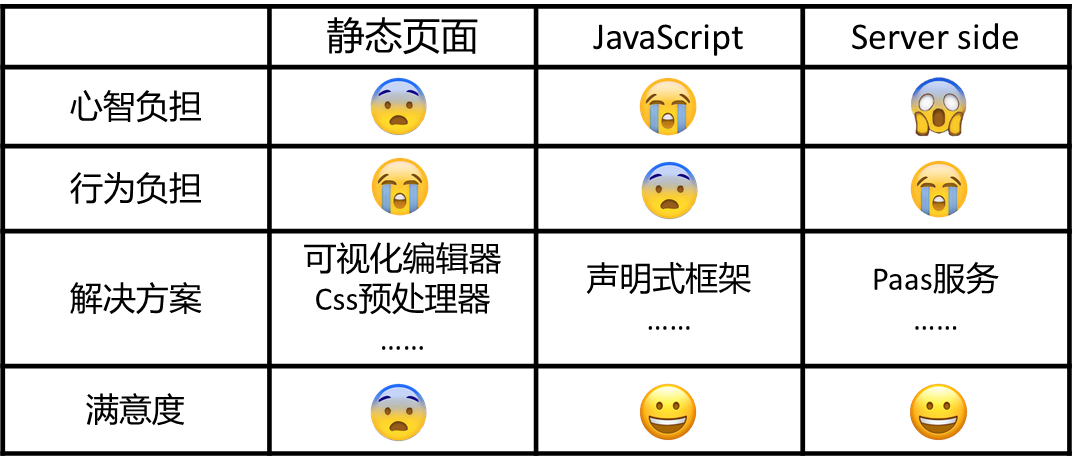 静态页面
JavaScript
Server side
心智负担
😨
😭
😱
行为负担
😭
😨
😭
解决方案
可视化编辑器
Css预处理器
……
声明式框架
……
Paas服务
……
满意度
😨
😀
😀